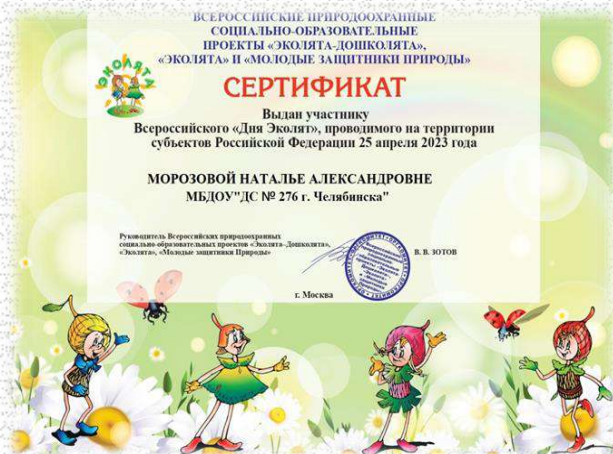 ВСЕРОССИЙСКИЕ ПРИРОДООХРАННЫЕ
СОЦИАЛЬНО-ОБРАЗОВАТЕЛЬНЫЕ
ПРОЕКТЫ «ЭКОЛЯТА-ДОШКОЛЯТА»,
«ЭКОЛЯТА» И «МОЛОДЫЕ ЗАЩИТНИКИ ПРИРОДЫ»
ЭКОЛЯТА
СЕРТИФИКАТ
Выдан участнику
Всероссийского «Дня Эколят», проводимого на территории
субъектов Российской Федерации 25 апреля 2023 года
МОРОЗОВОЙ НАТАЛЬЕ АЛЕКСАНДРОВНЕ
МБДОУ"ДС № 276 г. Челябинска"
Руководитель Всероссийских природоохранных
социально-образовательных проектов «Эколята-Дошколята»,
«Эколята», «Молодые защитники Природы»
В. В. ЗОТОВ
г. Москва